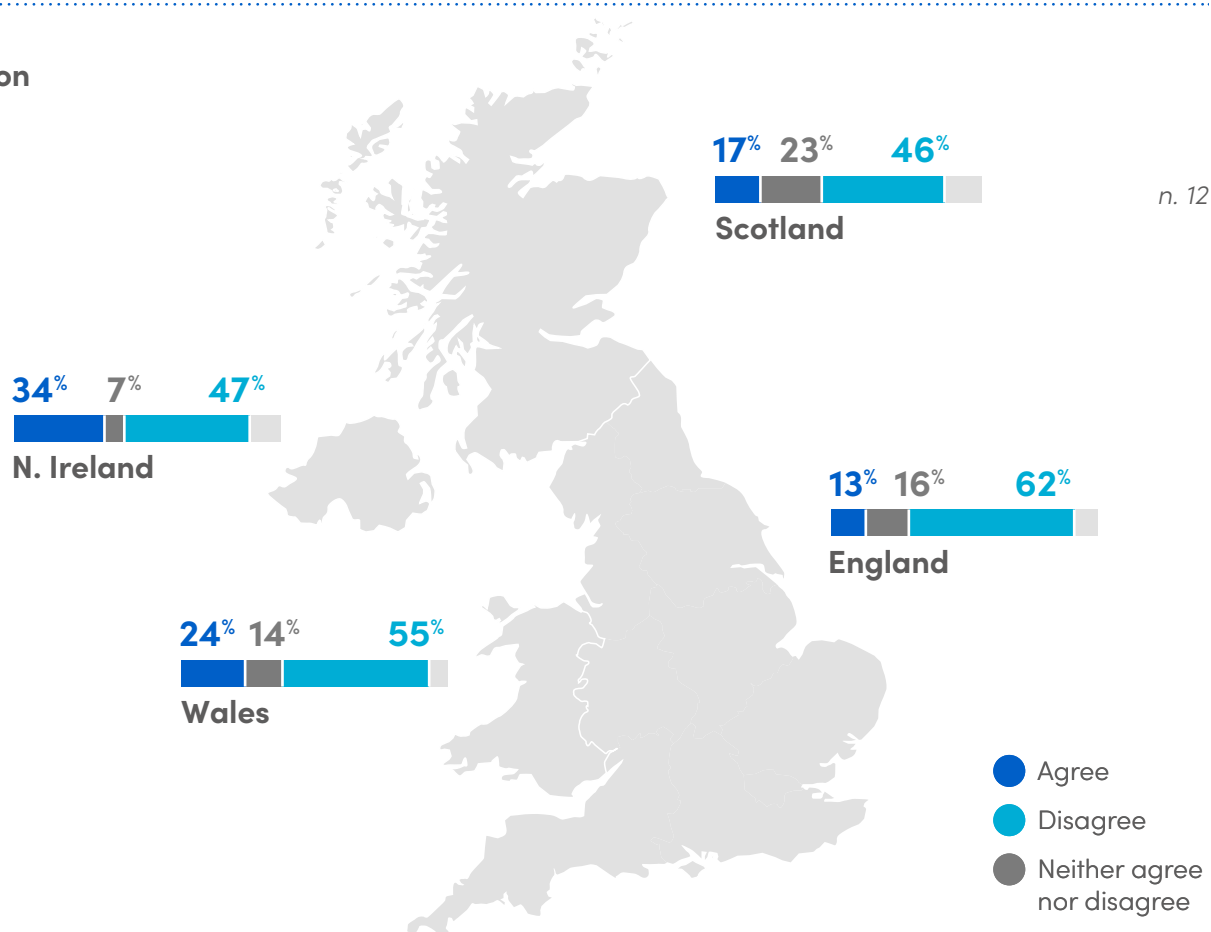 on
17% 23% 46%
Scotland
n. 12
34% 7% 47%
N. Ireland
13% 16% 62%
England
24% 14% 55%
Wales
Agree
Disagree
Neither agree
nor disagree